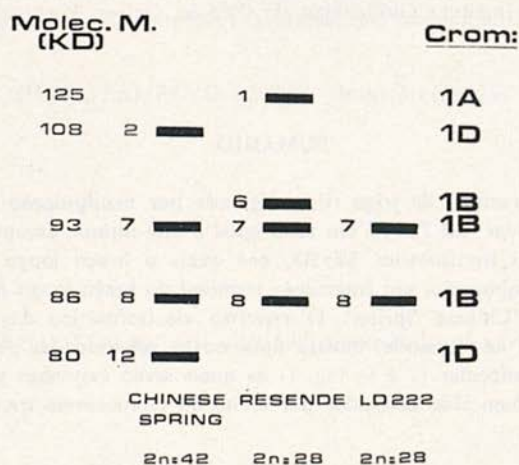 Molec. M. Crom:
(KD)
125 1 1A
108 2 1D
6 1B
93 7 7 1B
86 8 8 8 1B
80 12 1D
CHINESE RESENDE LD222
SPRING
2n:42 2n:28 2n:28